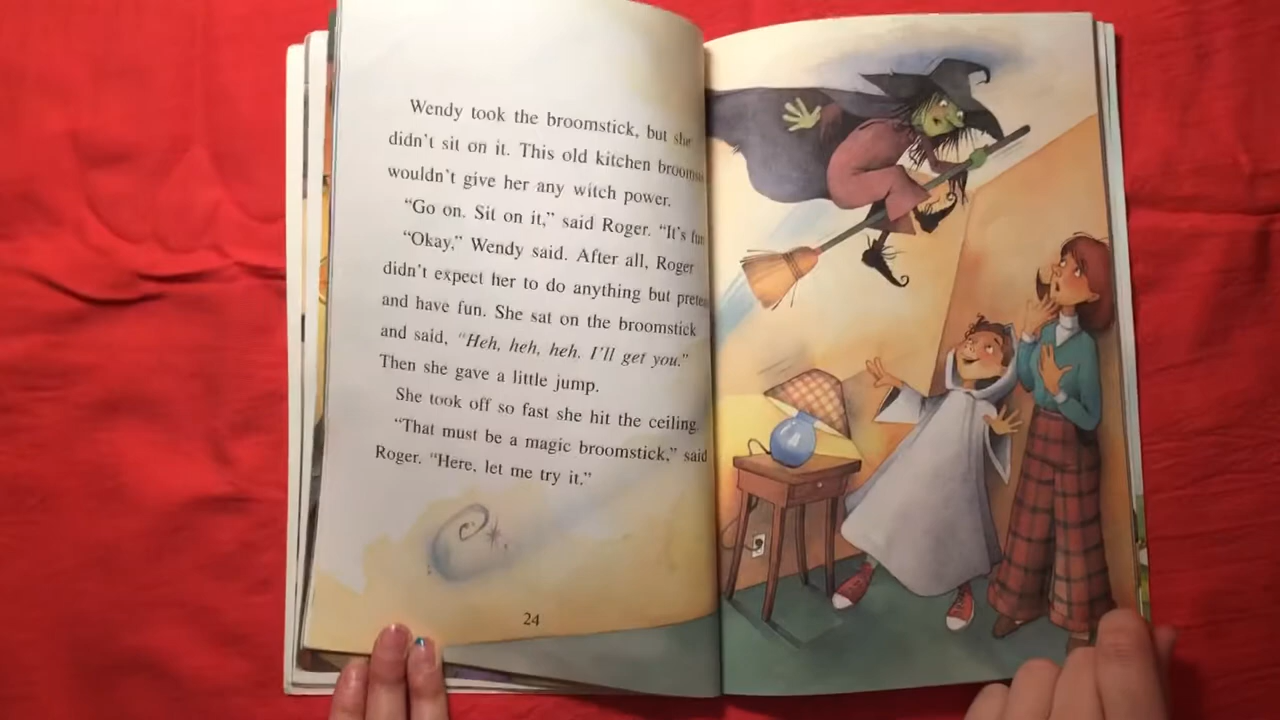 Wendy took the broomstick, but she
didn't sit on it. This old kitchen
wouldn't give her any witch power.
"Go on. Sit on it," said Roger. "It's
"Okay," Wendy said. After all, Roger
didn't expect her to do anything but
and have fun. She sat on the broomstick
and said, "Heh, heh, heh. I'll get you."
Then she gave a little jump.
She took off so fast she hit the ceiling.
"That must be a magic broomstick," said
Roger. "Here, let me try it."
24